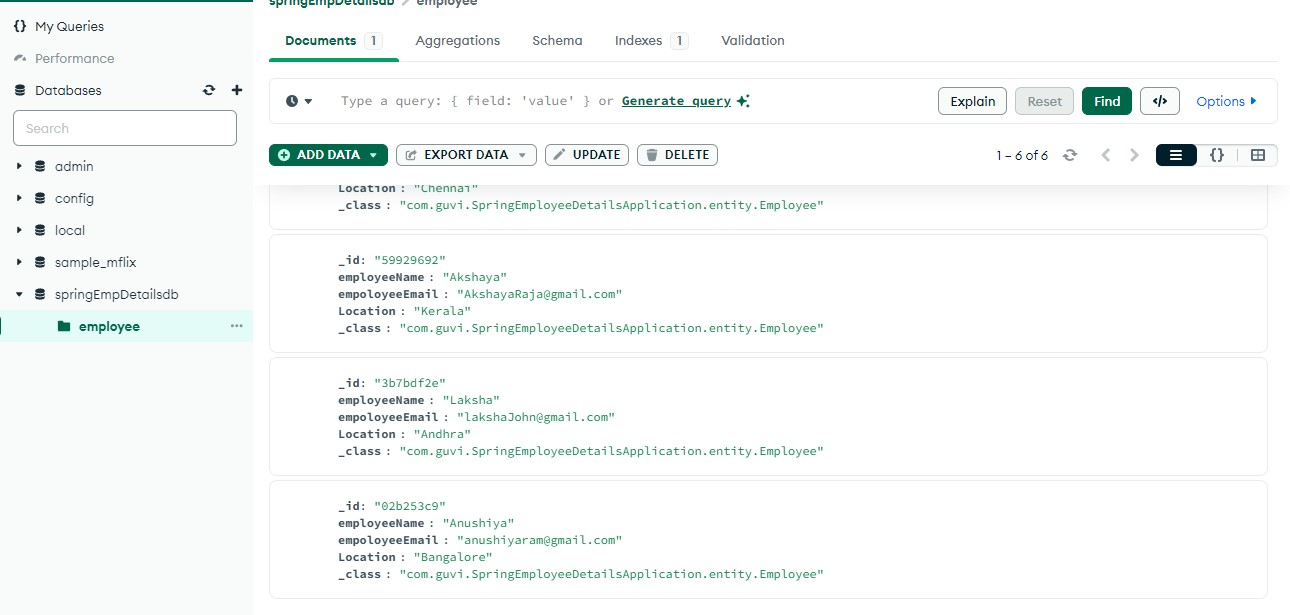 springEmpDetailsdb > employee
{} My Queries
Performance
Databases
Search
admin
config
local
sample_mflix
springEmpDetailsdb
employee
Documents 1 Aggregations Schema Indexes 1 Validation
Type a query: { field: 'value' } or Generate query
Explain Reset Find </> Options
ADD DATA EXPORT DATA UPDATE DELETE 1 – 6 of 6 {}
Location : "Chennai"
_class : "com.guvi.SpringEmployeeDetailsApplication.entity.Employee"
_id: "59929692"
employeeName : "Akshaya"
empoloyeeEmail : "AkshayaRaja@gmail.com"
Location : "Kerala"
_class : "com.guvi.SpringEmployeeDetailsApplication.entity.Employee"
_id: "3b7bdf2e"
employeeName : "Laksha"
empoloyeeEmail : "lakshaJohn@gmail.com"
Location : "Andhra"
_class : "com.guvi.SpringEmployeeDetailsApplication.entity.Employee"
_id: "02b253c9"
employeeName : "Anushiya"
empoloyeeEmail : "anushiyaram@gmail.com"
Location : "Bangalore"
_class : "com.guvi.SpringEmployeeDetailsApplication.entity.Employee"